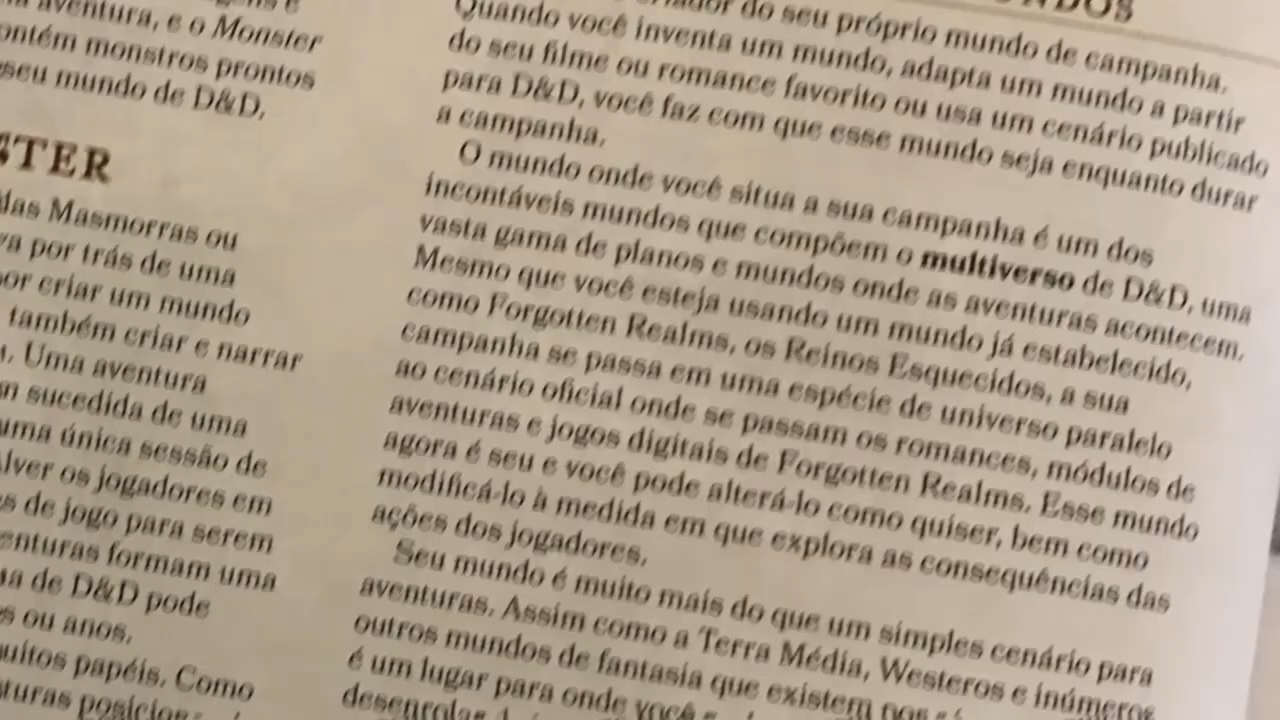 a aventura, e o Monster
contém monstros prontos
seu mundo de D&D.
STER
das Masmorras ou
por trás de uma
por criar um mundo
também criar e narrar
Uma aventura
sucedida de uma
uma única sessão de
os jogadores em
de jogo para serem
formam uma
de D&D pode
ou anos.
papéis. Como
do seu próprio mundo de campanha.
Quando você inventa um mundo, adapta um mundo a partir
do seu filme ou romance favorito ou usa um cenário publicado
para D&D, você faz com que esse mundo seja enquanto durar
a campanha.
O mundo onde você situa a sua campanha é um dos
incontáveis mundos que compõem o multiverso de D&D, uma
vasta gama de planos e mundos onde as aventuras acontecem.
Mesmo que você esteja usando um mundo já estabelecido,
como Forgotten Realms, os Reinos Esquecidos, a sua
campanha se passa em uma espécie de universo paralelo
ao cenário oficial onde se passam os romances, módulos de
aventuras e jogos digitais de Forgotten Realms. Esse mundo
agora é seu e você pode alterá-lo como quiser, bem como
modificá-lo à medida em que explora as consequências das
ações dos jogadores.
Seu mundo é muito mais do que um simples cenário para
aventuras. Assim como a Terra Média, Westeros e inúmeros
outros mundos de fantasia que existem
é um lugar para onde você